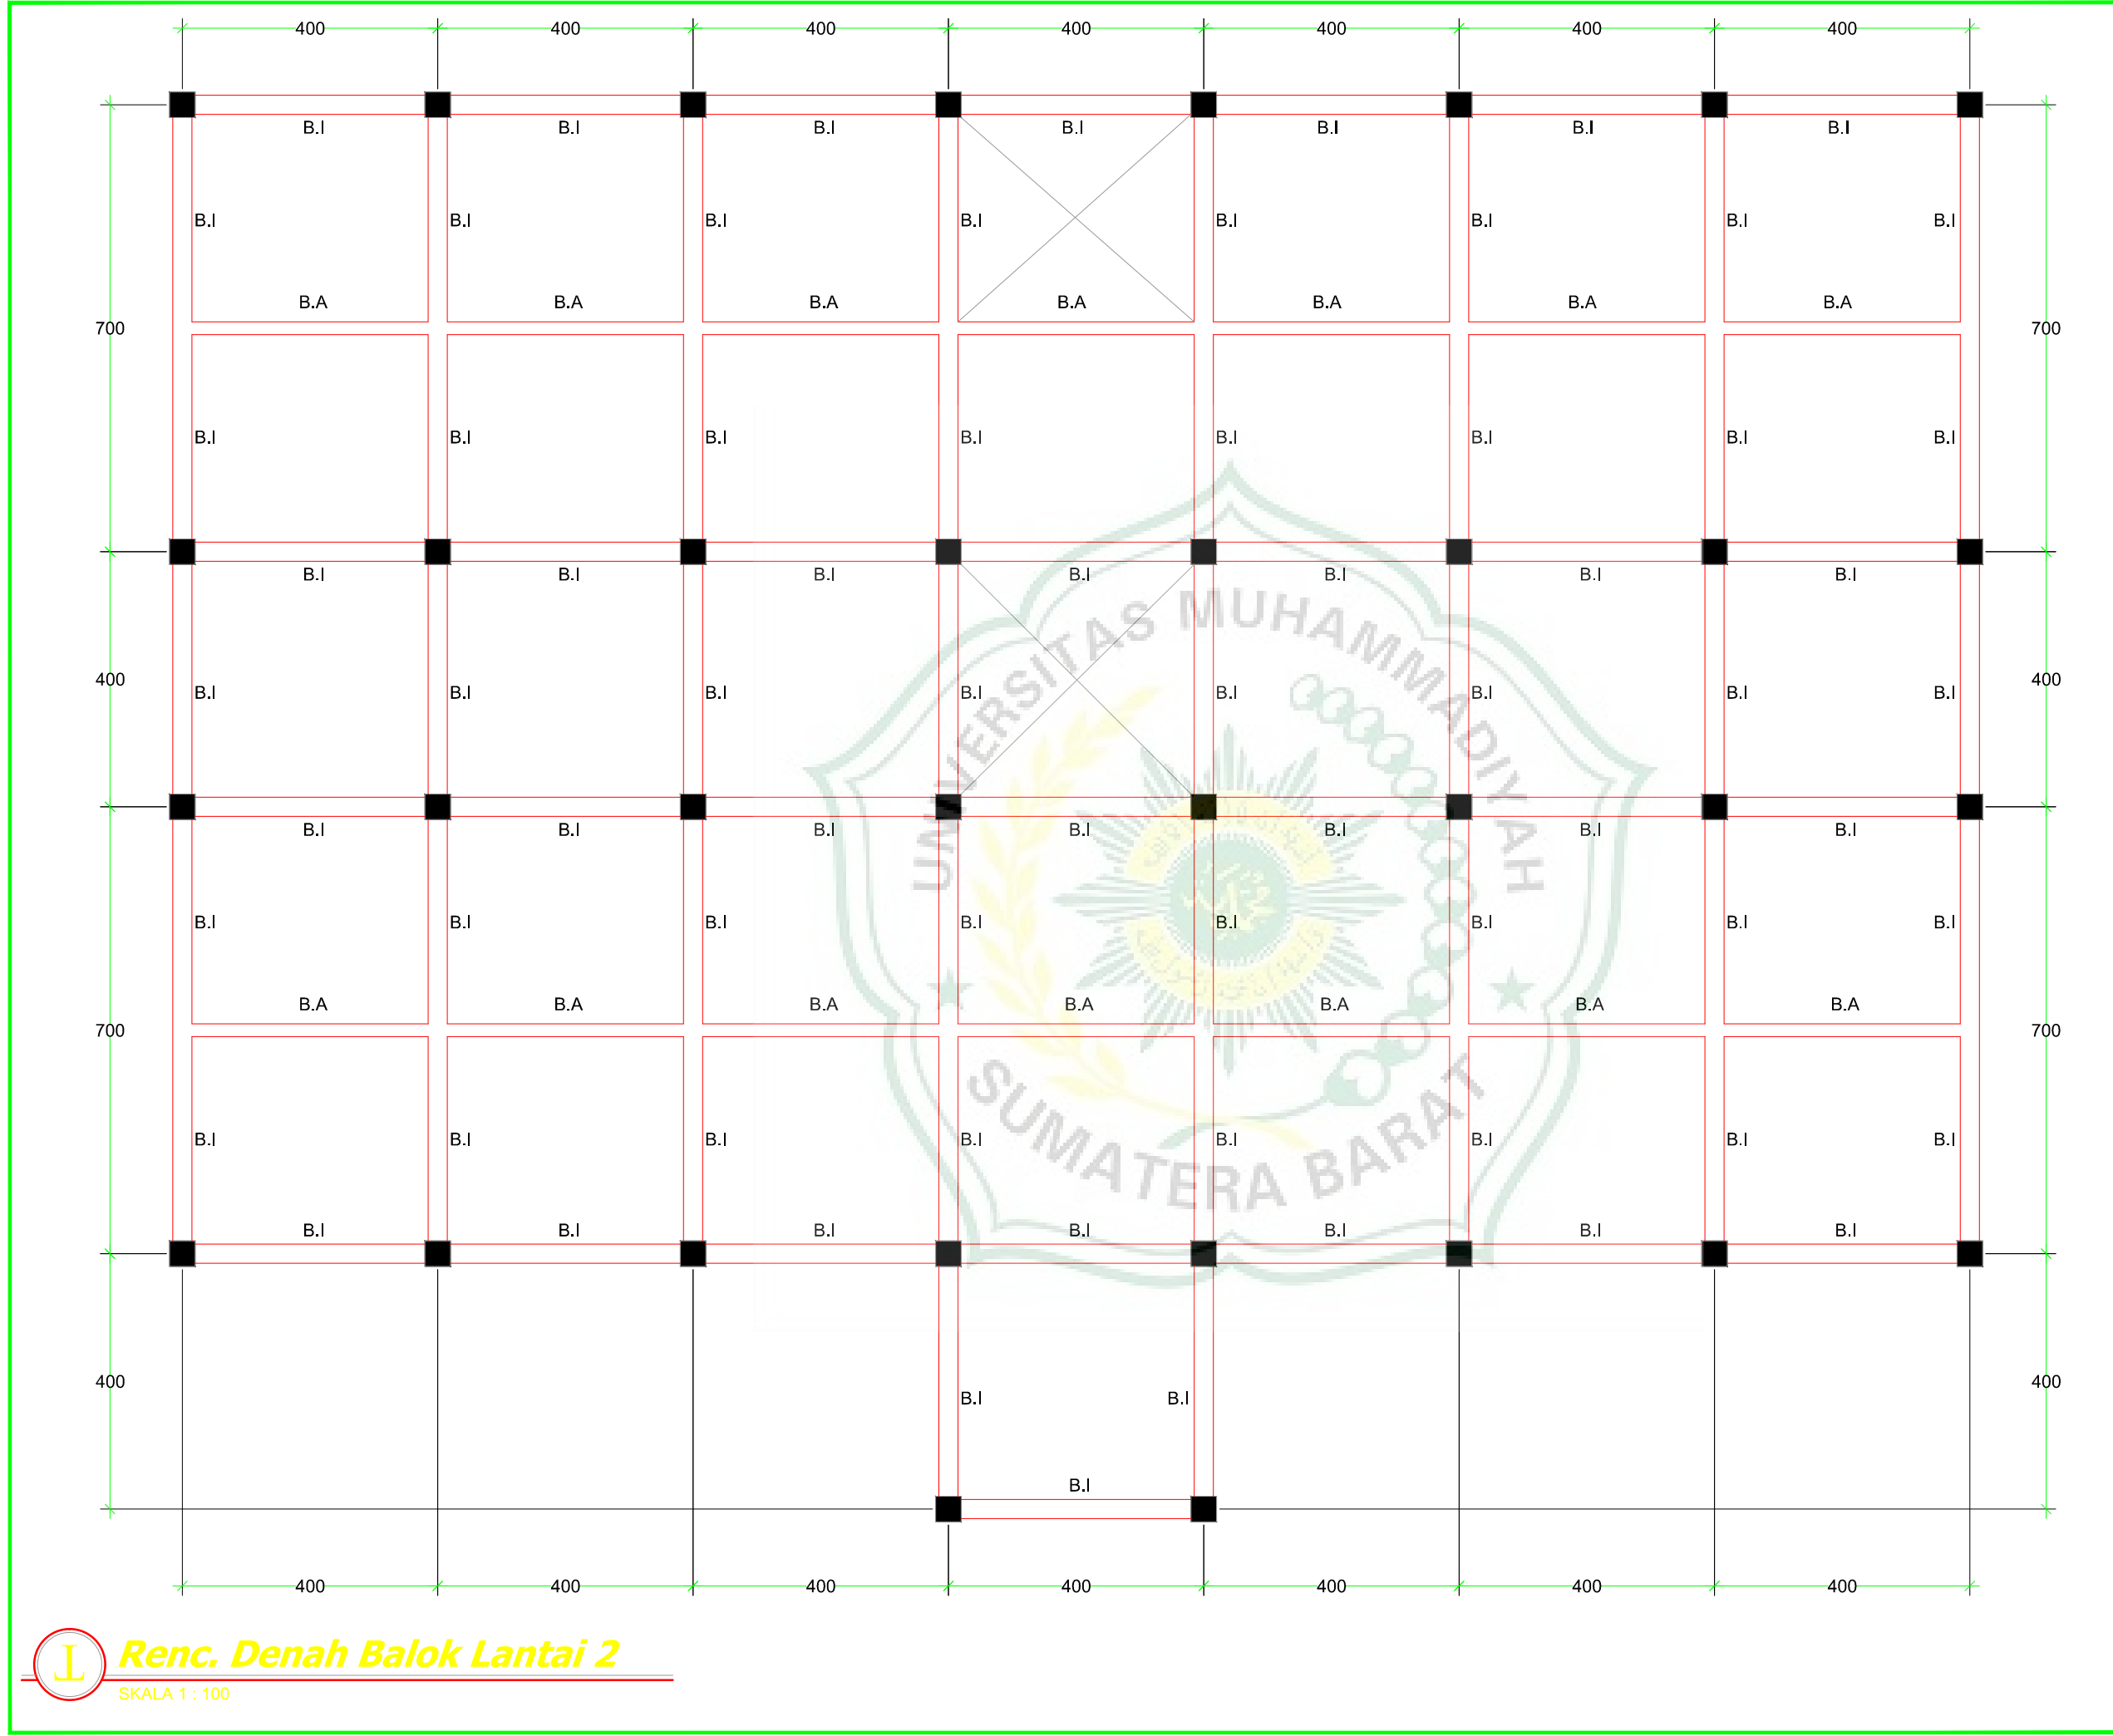 400 400 400 400 400 400 400
B.I B.I B.I B.I B.I B.I B.I
B.I B.I B.I B.I B.I B.I B.I B.I
B.A B.A B.A B.A B.A B.A B.A
700 700
B.I B.I B.I B.I B.I B.I B.I B.I
B.I B.I B.I B.I B.I B.I B.I
UNIVERSITAS MUHAMMADIYAH
400 400
B.I B.I B.I B.I B.I B.I B.I B.I
B.I B.I B.I B.I B.I B.I B.I
B.I B.I B.I B.I B.I B.I B.I B.I
B.A B.A B.A B.A B.A B.A B.A
700 700
B.I B.I B.I B.I B.I B.I B.I B.I
SUMATERA BARAT
B.I B.I B.I B.I B.I B.I B.I
400 400
B.I B.I
B.I
400 400 400 400 400 400 400
Renc. Denah Balok Lantai 2
SKALA 1 : 100